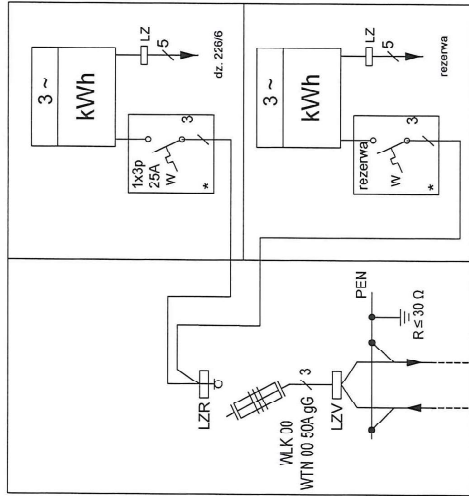 3 ~
kWh
LZ
5
dz. 226/6
1x3p
25A
W
3
*
3 ~
kWh
LZ
5
rezerwa
rezerwa
W
3
*
LZR
WLK 00
WTN 00 50A gG
3
LZV
PEN
R ≤ 30 Ω